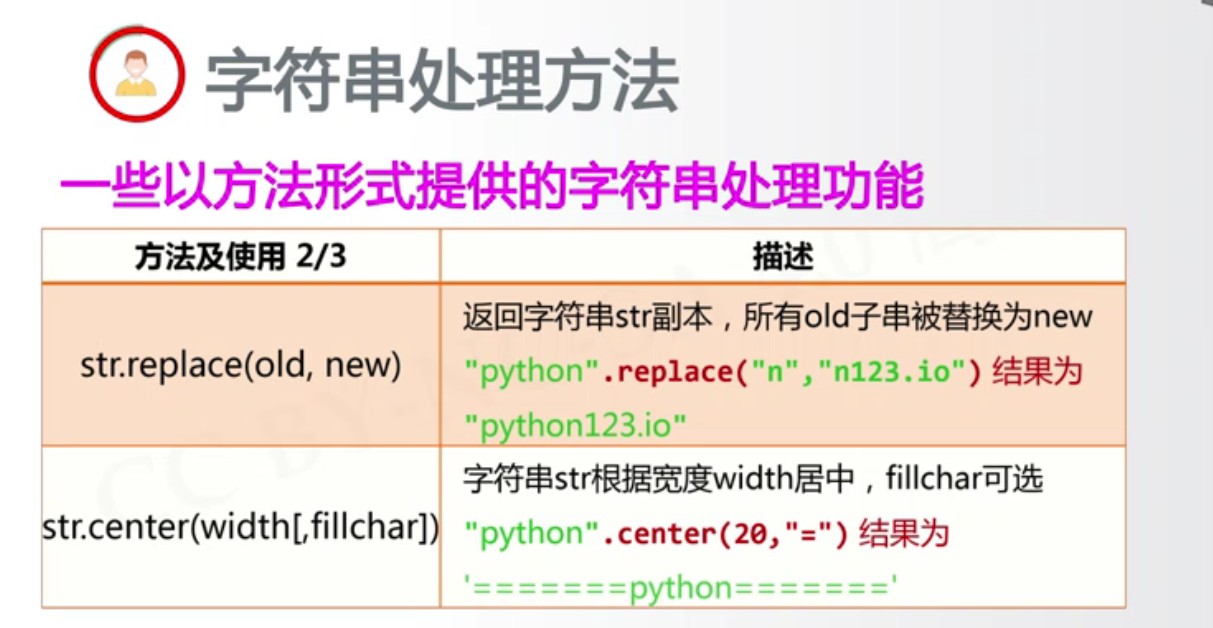 字符串处理方法
一些以方法形式提供的字符串处理功能
方法及使用 2/3
描述
str.replace(old, new)
返回字符串str副本，所有old子串被替换为new
"python".replace("n","n123.io") 结果为
"python123.io"
str.center(width[,fillchar])
字符串str根据宽度width居中，fillchar可选
"python".center(20,"=") 结果为
'=======python======='